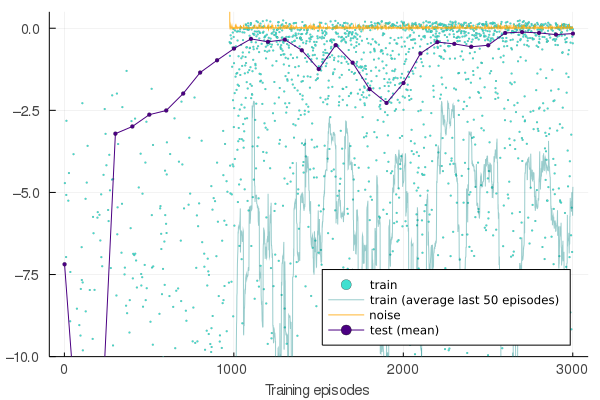 0.0
−2.5
−5.0
−7.5
−10.0
0
1000
2000
3000
Training episodes
train
train (average last 50 episodes)
noise
test (mean)